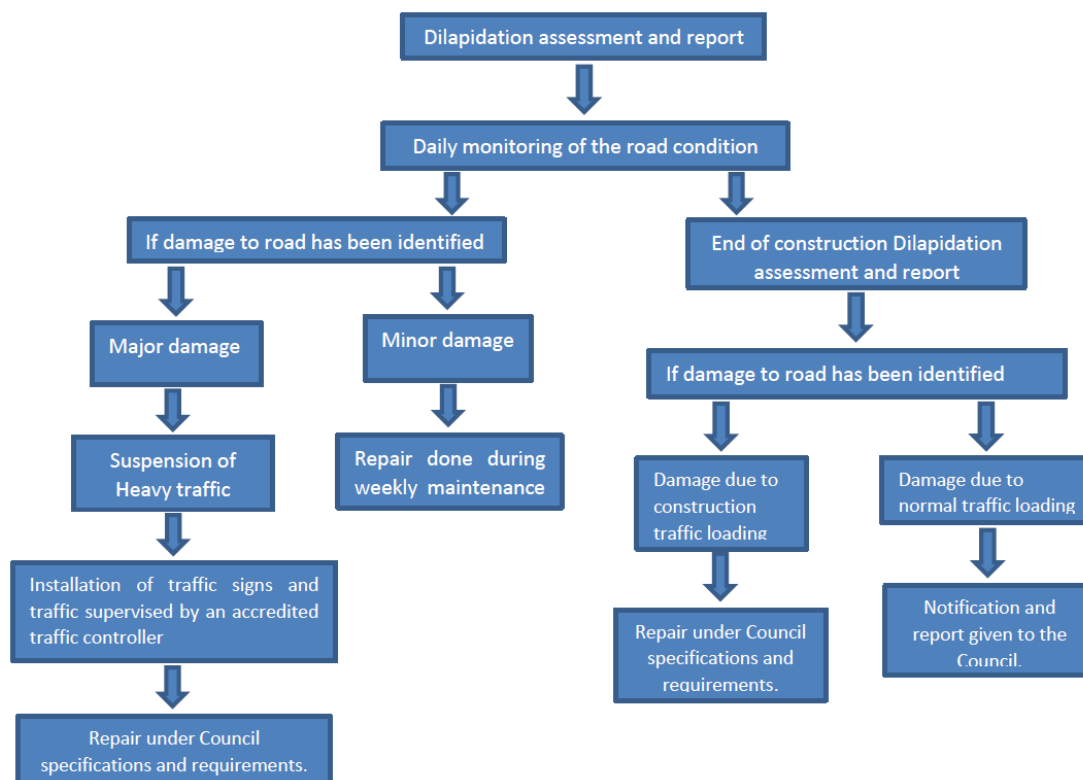 Dilapidation assessment and report
Daily monitoring of the road condition
If damage to road has been identified
End of construction Dilapidation
assessment and report
Major damage
Minor damage
If damage to road has been identified
Suspension of
Heavy traffic
Repair done during
weekly maintenance
Damage due to
construction
traffic loading
Damage due to
normal traffic loading
Installation of traffic signs and
traffic supervised by an accredited
traffic controller
Repair under Council
specifications and
requirements.
Notification and
report given to the
Council.
Repair under Council
specifications and requirements.